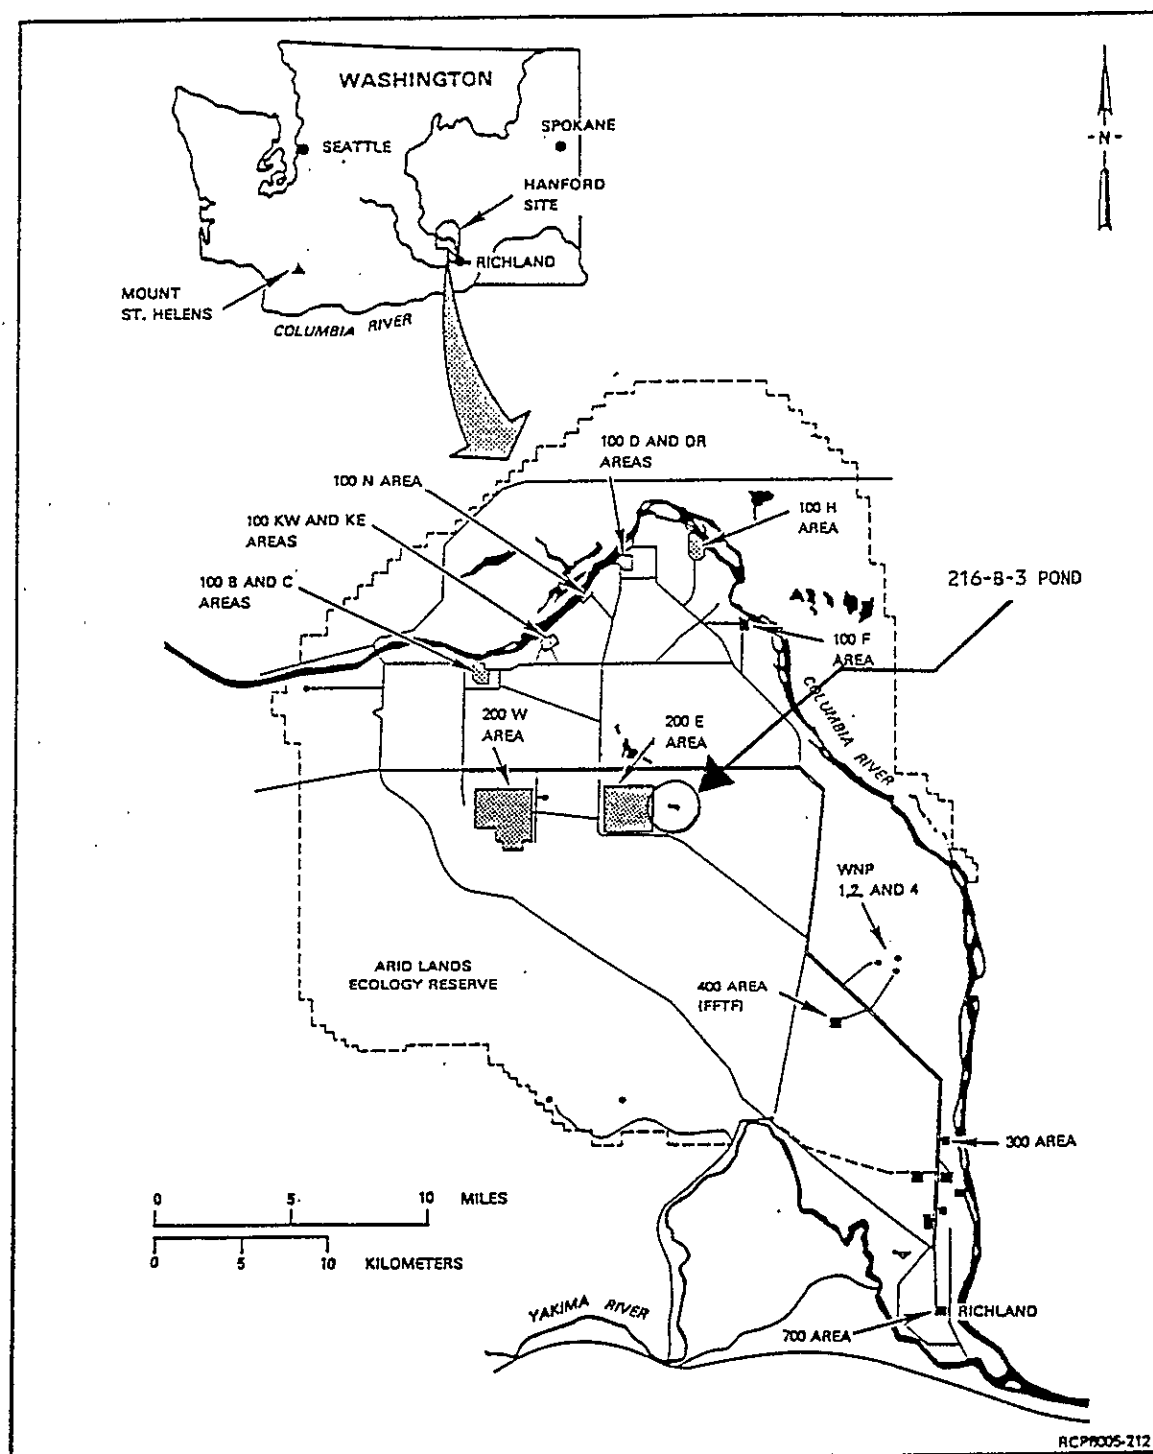 WASHINGTON
SPOKANE
SEATTLE
HANFORD
SITE
RICHLAND
MOUNT
ST. HELENS
COLUMBIA RIVER
-N-
100 D AND DR
AREAS
100 N AREA
100 H
AREA
100 KW AND KE
AREAS
100 B AND C
AREAS
216-B-3 POND
100 F
AREA
COLUMBIA RIVER
200 W
AREA
200 E
AREA
WNP
1,2, AND 4
ARID LANDS
ECOLOGY RESERVE
400 AREA
(FFTF)
300 AREA
0 5 10 MILES
0 5 10 KILOMETERS
YAKIMA RIVER
RICHLAND
700 AREA